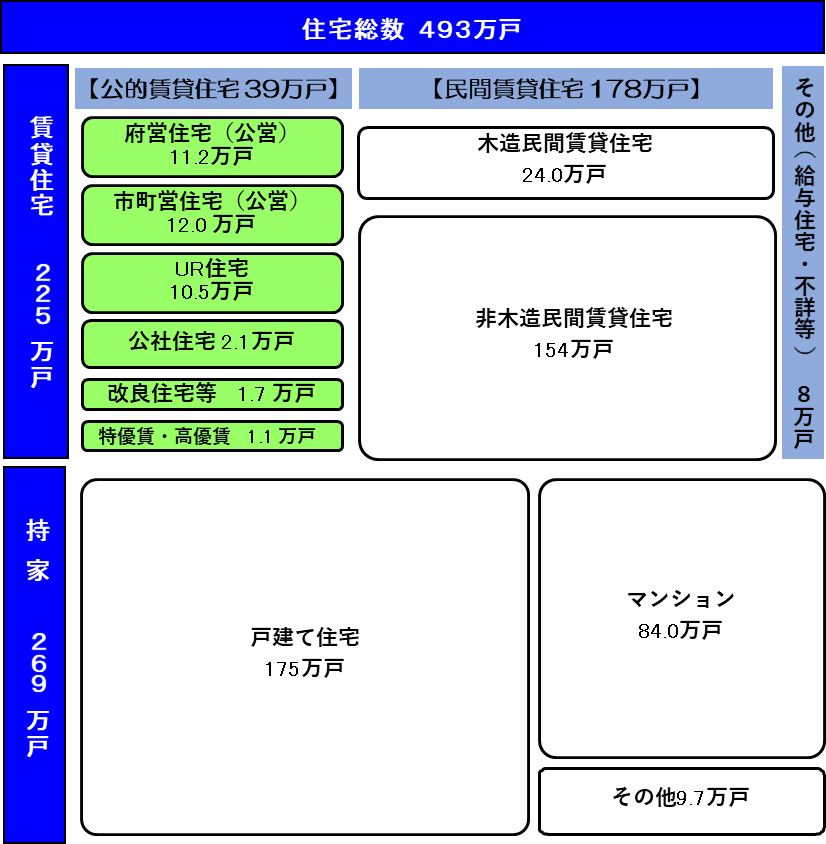 住宅総数 493万戸
賃貸住宅 225万戸
【公的賃貸住宅 39万戸】
府営住宅（公営）
11.2万戸
市町営住宅（公営）
12.0 万戸
UR住宅
10.5万戸
公社住宅 2.1万戸
改良住宅等 1.7 万戸
特優賃・高優賃 1.1 万戸
【民間賃貸住宅 178万戸】
木造民間賃貸住宅
24.0万戸
非木造民間賃貸住宅
154万戸
その他（給与住宅・不詳等） 8万戸
持家 269万戸
戸建て住宅
175万戸
マンション
84.0万戸
その他9.7万戸